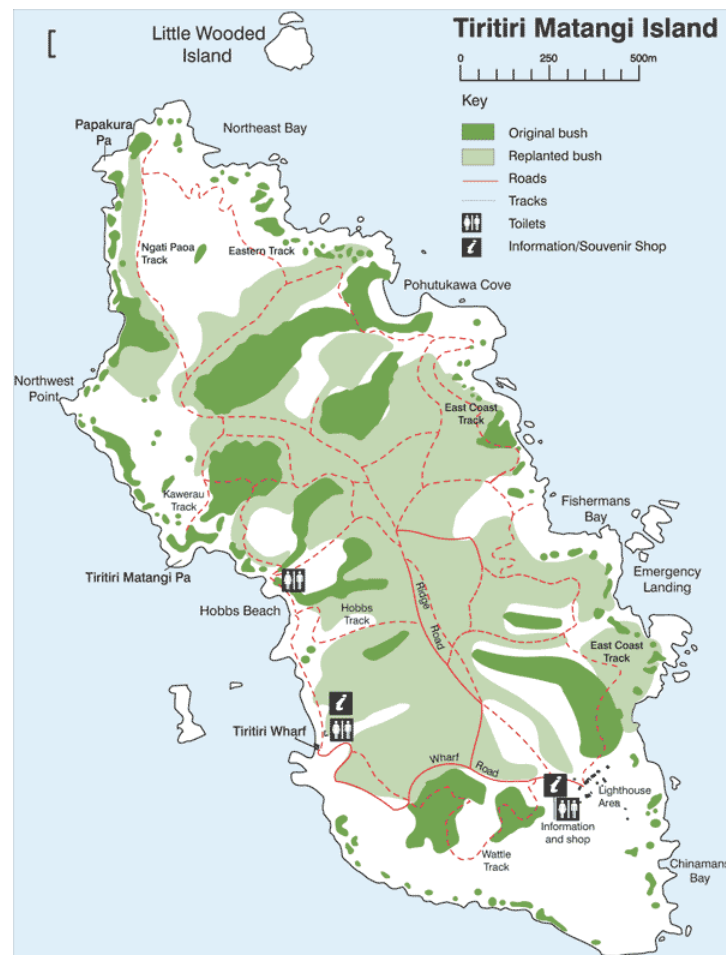 Tiritiri Matangi Island
0 250 500m
Key
Original bush
Replanted bush
Roads
Tracks
Toilets
i Information/Souvenir Shop
[
Little Wooded
Island
Papakura
Pa
Northeast Bay
Ngati Paoa
Track
Eastern Track
Pohutukawa Cove
Northwest
Point
East Coast
Track
Kawerau
Track
Fishermans
Bay
Tiritiri Matangi Pa
Emergency
Landing
Hobbs Beach
Hobbs
Track
Ridge
Road
East Coast
Track
i
Tiritiri Wharf
Wharf
Road
i
Lighthouse
Area
Information
and shop
Wattle
Track
Chinamans
Bay